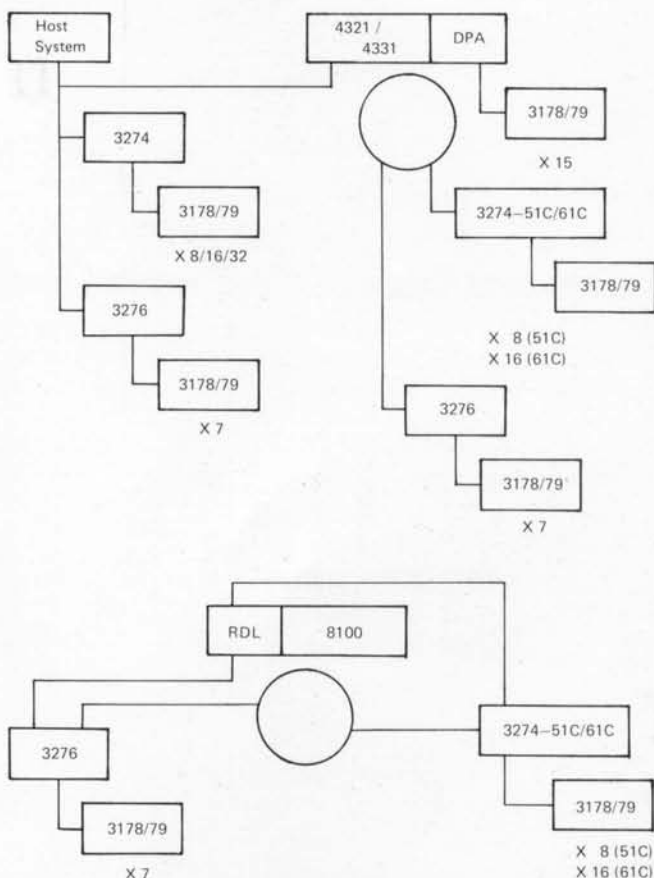 Host
System
4321 /
4331
DPA
3274
3178/79
X 15
3178/79
X 8/16/32
3274-51C/61C
3276
3178/79
3178/79
X 7
X 8 (51C)
X 16 (61C)
3276
3178/79
X 7
RDL
8100
3276
3274-51C/61C
3178/79
X 7
3178/79
X 8 (51C)
X 16 (61C)